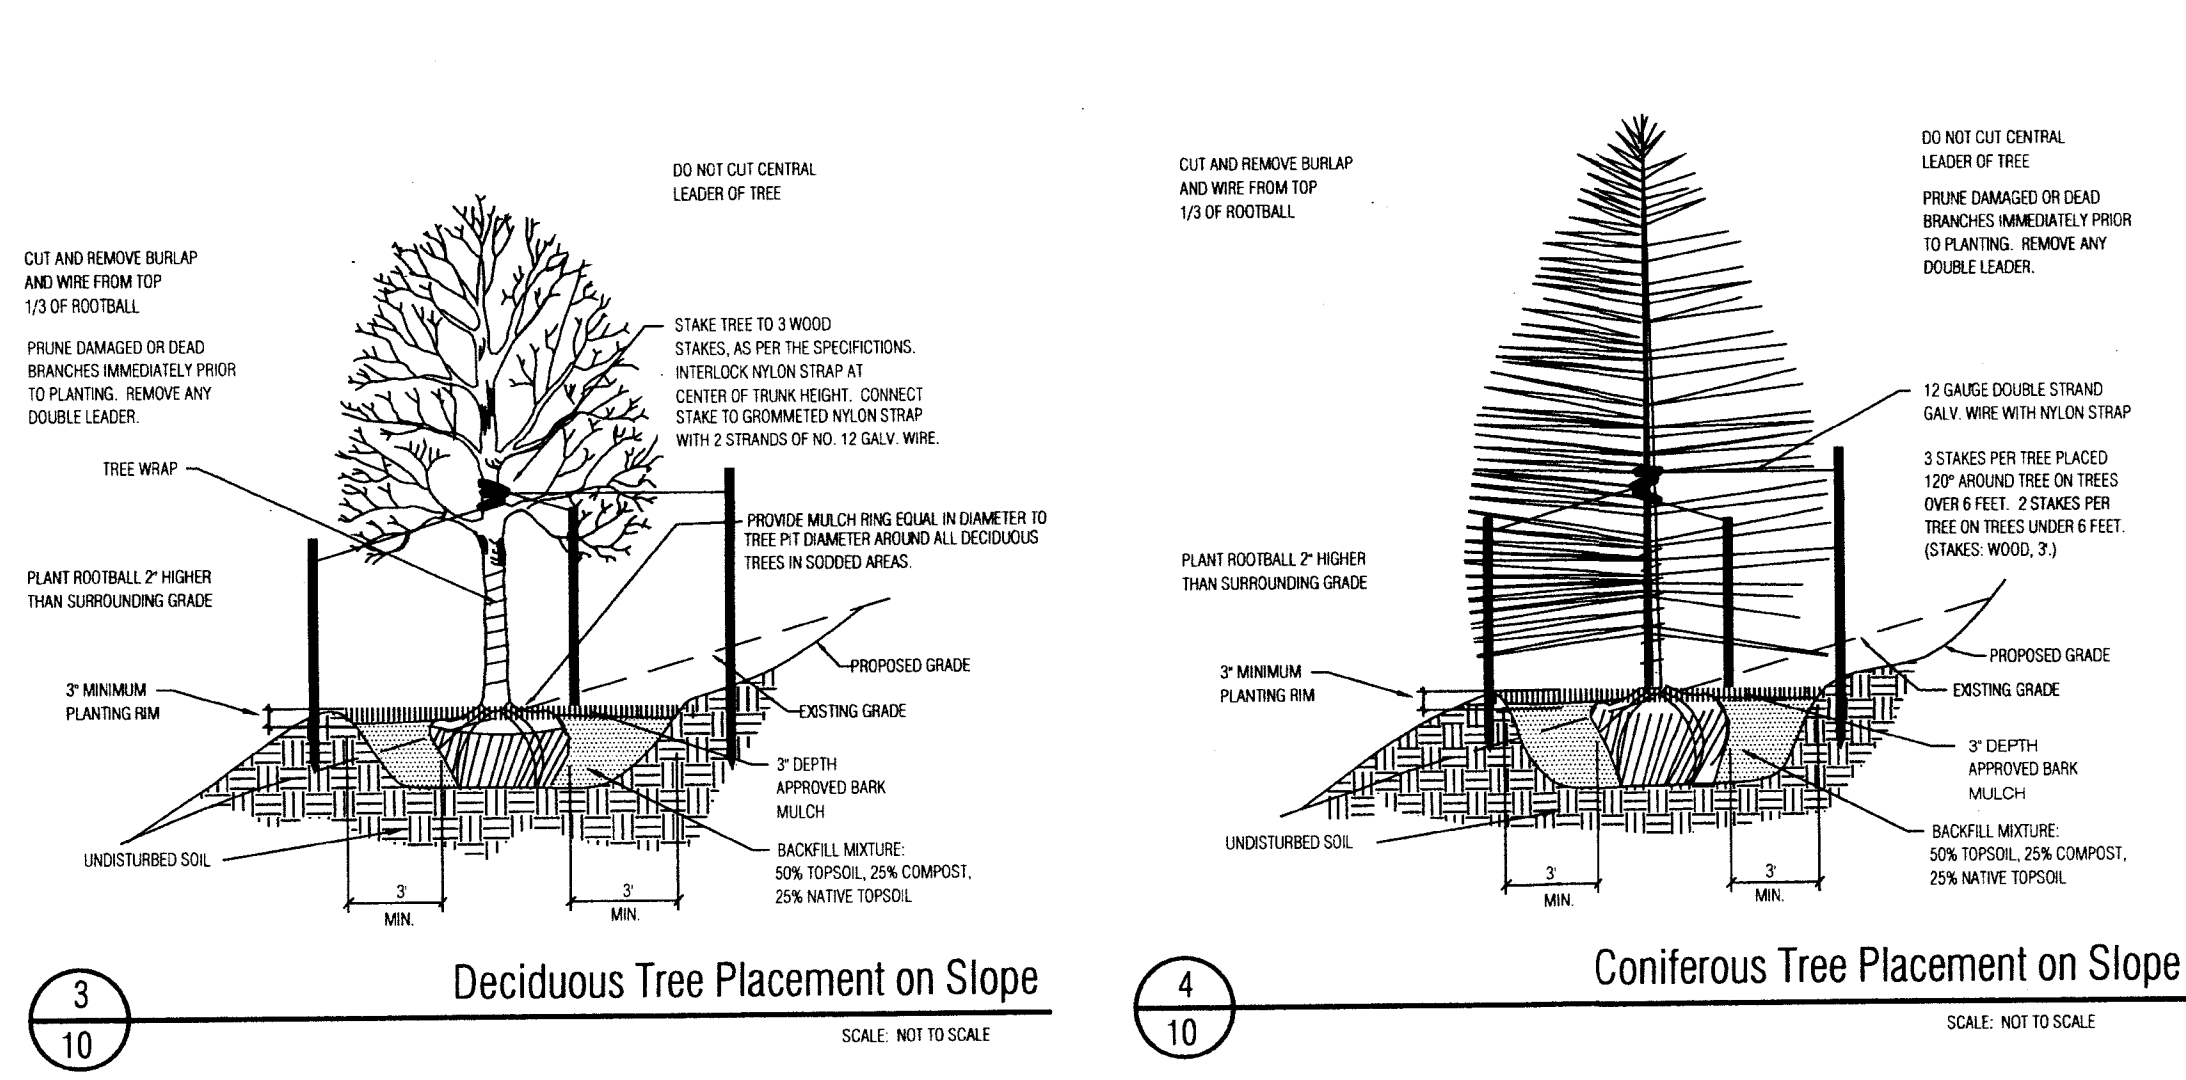 DO NOT CUT CENTRAL
LEADER OF TREE
CUT AND REMOVE BURLAP
AND WIRE FROM TOP
1/3 OF ROOTBALL
PRUNE DAMAGED OR DEAD
BRANCHES IMMEDIATELY PRIOR
TO PLANTING. REMOVE ANY
DOUBLE LEADER.
STAKE TREE TO 3 WOOD
STAKES, AS PER THE SPECIFICTIONS.
INTERLOCK NYLON STRAP AT
CENTER OF TRUNK HEIGHT. CONNECT
STAKE TO GROMMETED NYLON STRAP
WITH 2 STRANDS OF NO. 12 GALV. WIRE.
TREE WRAP
PROVIDE MULCH RING EQUAL IN DIAMETER TO
TREE PIT DIAMETER AROUND ALL DECIDUOUS
TREES IN SODDED AREAS.
PLANT ROOTBALL 2" HIGHER
THAN SURROUNDING GRADE
PROPOSED GRADE
3" MINIMUM
PLANTING RIM
EXISTING GRADE
3" DEPTH
APPROVED BARK
MULCH
UNDISTURBED SOIL
BACKFILL MIXTURE:
50% TOPSOIL, 25% COMPOST,
25% NATIVE TOPSOIL
3'
MIN.
3'
MIN.
3
10
Deciduous Tree Placement on Slope
SCALE: NOT TO SCALE
CUT AND REMOVE BURLAP
AND WIRE FROM TOP
1/3 OF ROOTBALL
DO NOT CUT CENTRAL
LEADER OF TREE
PRUNE DAMAGED OR DEAD
BRANCHES IMMEDIATELY PRIOR
TO PLANTING. REMOVE ANY
DOUBLE LEADER.
12 GAUGE DOUBLE STRAND
GALV. WIRE WITH NYLON STRAP
3 STAKES PER TREE PLACED
120° AROUND TREE ON TREES
OVER 6 FEET. 2 STAKES PER
TREE ON TREES UNDER 6 FEET.
(STAKES: WOOD, 3'.)
PLANT ROOTBALL 2" HIGHER
THAN SURROUNDING GRADE
PROPOSED GRADE
3" MINIMUM
PLANTING RIM
EXISTING GRADE
3" DEPTH
APPROVED BARK
MULCH
UNDISTURBED SOIL
BACKFILL MIXTURE:
50% TOPSOIL, 25% COMPOST,
25% NATIVE TOPSOIL
3'
MIN.
3'
MIN.
4
10
Coniferous Tree Placement on Slope
SCALE: NOT TO SCALE